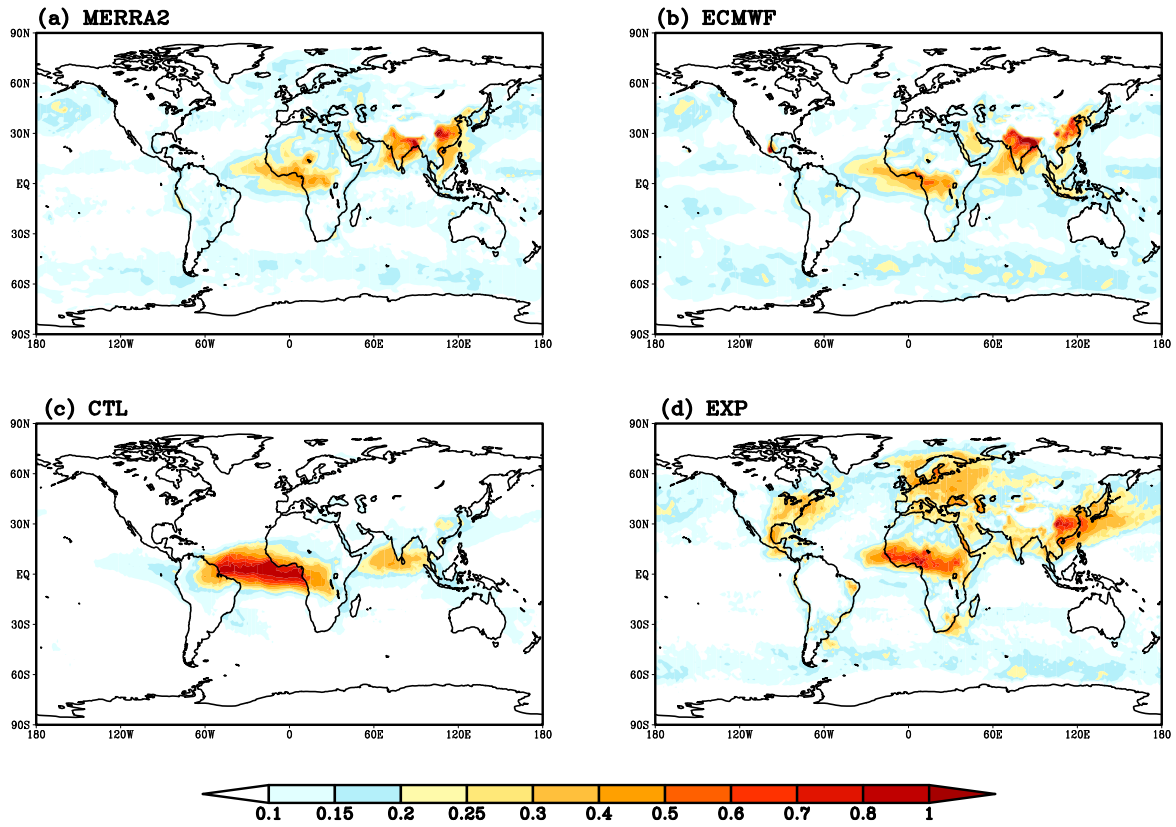 (a) MERRA2
90N
60N
30N
EQ
30S
60S
90S
180 120W 60W 0 60E 120E 180
(b) ECMWF
90N
60N
30N
EQ
30S
60S
90S
180 120W 60W 0 60E 120E 180
(c) CTL
90N
60N
30N
EQ
30S
60S
90S
180 120W 60W 0 60E 120E 180
(d) EXP
90N
60N
30N
EQ
30S
60S
90S
180 120W 60W 0 60E 120E 180
0.1 0.15 0.2 0.25 0.3 0.4 0.5 0.6 0.7 0.8 1